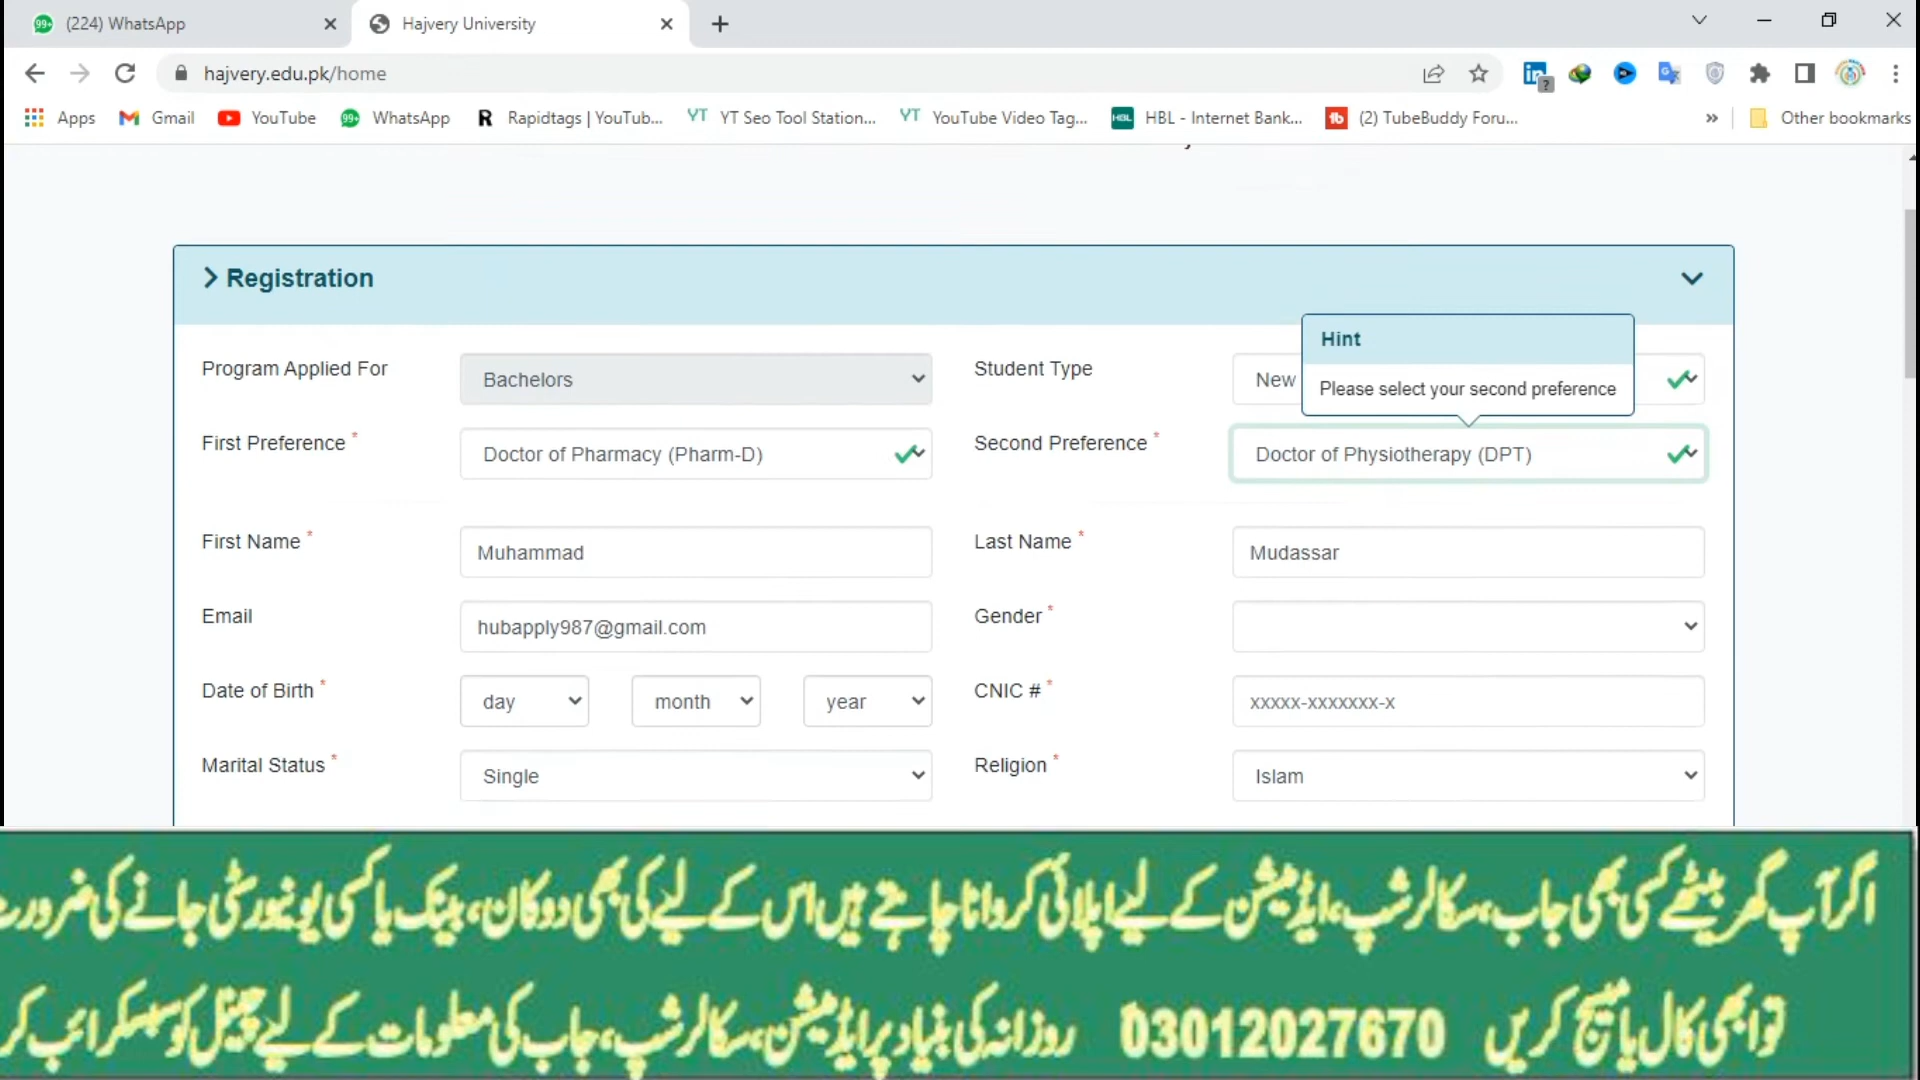 (224) WhatsApp
Hajvery University
hajvery.edu.pk/home
Apps
Gmail
YouTube
WhatsApp
Rapidtags | YouTub...
YT Seo Tool Station...
YouTube Video Tag...
HBL - Internet Bank...
(2) TubeBuddy Foru...
»
Other bookmarks
Registration
Hint
Please select your second preference
Program Applied For
Bachelors
Student Type
New
First Preference *
Doctor of Pharmacy (Pharm-D)
Second Preference *
Doctor of Physiotherapy (DPT)
First Name *
Muhammad
Last Name *
Mudassar
Email
hubapply987@gmail.com
Gender *
Date of Birth *
day
month
year
CNIC # *
xxxxx-xxxxxxx-x
Marital Status *
Single
Religion *
Islam
اگر آپ گھر بیٹھے کسی بھی جاب، سکالرشپ، ایڈمیشن کے لیے اپلائی کروانا چاہتے ہیں اس کے لیے کی بھی دوکان، بینک یا کسی یونیورسٹی جانے کی ضرورت
تو ابھی کال یا میسج کریں 03012027670 روزانہ کی بنیاد پر ایڈمیشن، سکالرشپ، جاب کی معلومات کے لیے چینل کو سبسکرائب کر